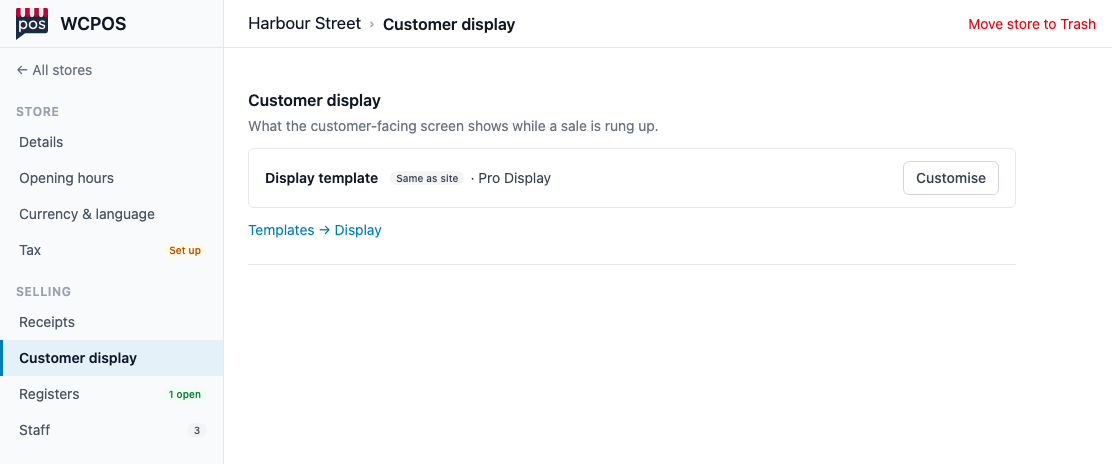 pos WCPOS
Harbour Street › Customer display
Move store to Trash
← All stores
STORE
Details
Opening hours
Currency & language
Tax Set up
SELLING
Receipts
Customer display
Registers 1 open
Staff 3
Customer display
What the customer-facing screen shows while a sale is rung up.
Display template Same as site · Pro Display
Customise
Templates → Display